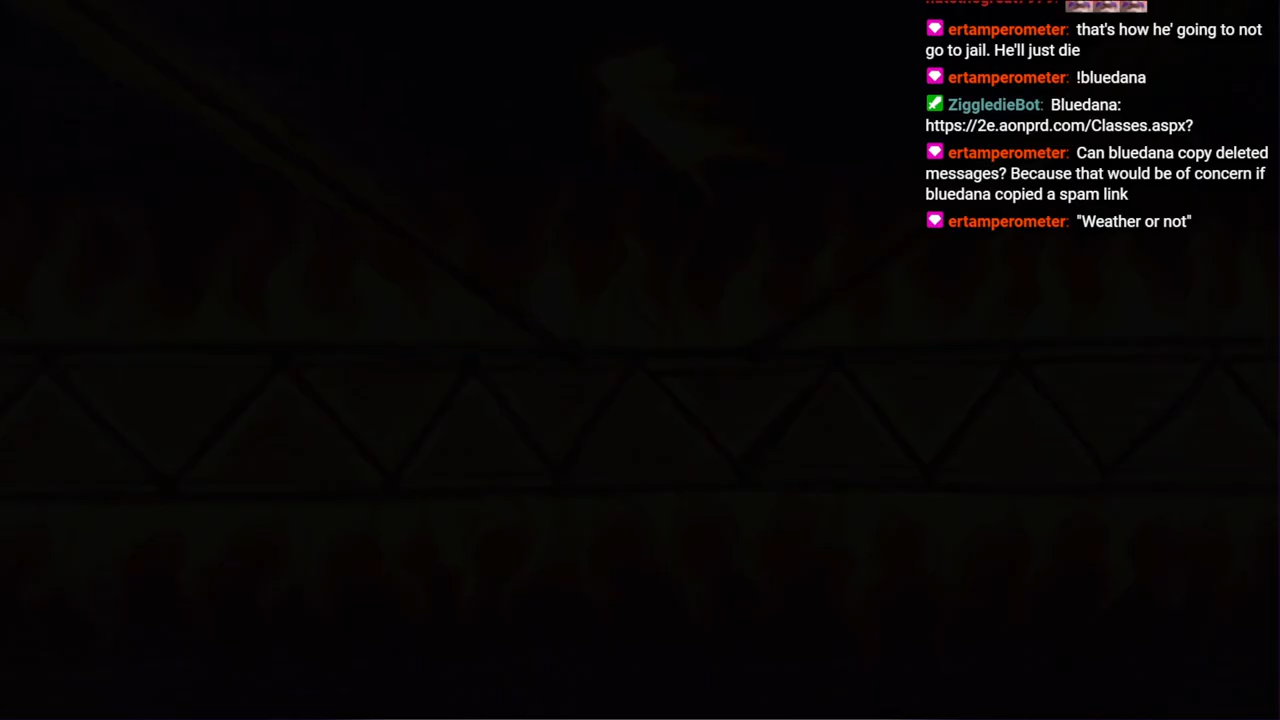 ertamperometer: that's how he' going to not
go to jail. He'll just die
ertamperometer: !bluedana
ZiggledieBot: Bluedana:
https://2e.aonprd.com/Classes.aspx?
ertamperometer: Can bluedana copy deleted
messages? Because that would be of concern if
bluedana copied a spam link
ertamperometer: "Weather or not"